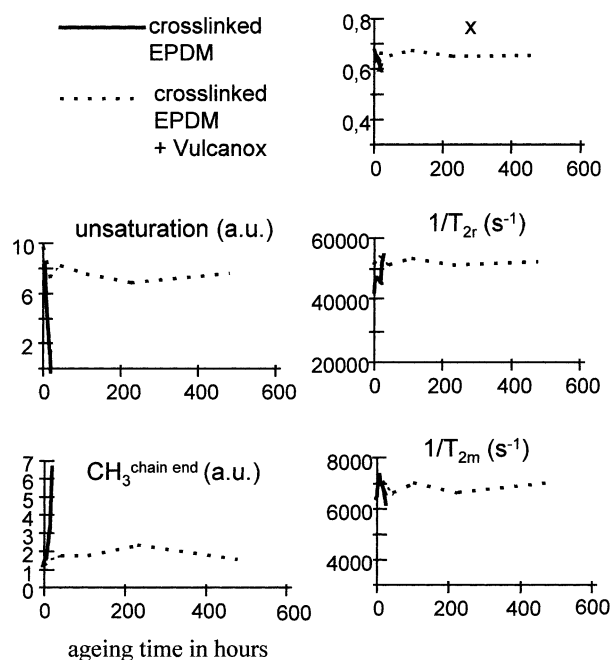 crosslinked
EPDM
crosslinked
EPDM
+ Vulcanox
x
0,8
0,6
0,4
0 200 400 600
unsaturation (a.u.)
10
8
6
4
2
0 200 400 600
1/T2r (s-1)
60000
40000
20000
0 200 400 600
CH3 chain end (a.u.)
7
6
5
4
3
2
1
0
0 200 400 600
1/T2m (s-1)
8000
6000
4000
0 200 400 600
ageing time in hours